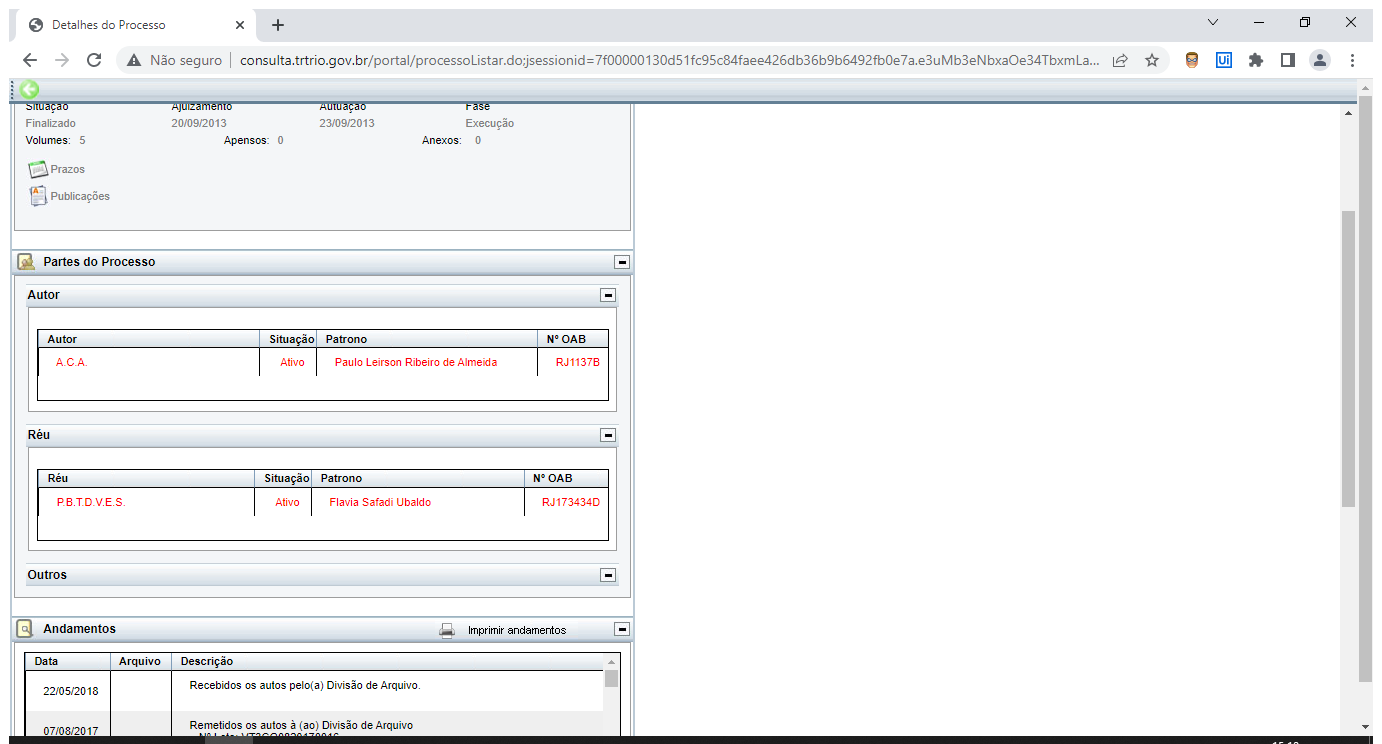 Detalhes do Processo
Não seguro consulta.trtrio.gov.br/portal/processoListar.do;jsessionid=7f00000130d51fc95c84faee426db36b9b6492fb0e7a.e3uMb3eNbxaOe34TbxmLa...
Ui
Situação Ajuizamento Autuação Fase
Finalizado 20/09/2013 23/09/2013 Execução
Volumes: 5 Apensos: 0 Anexos: 0
Prazos
Publicações
Partes do Processo
Autor
Autor Situação Patrono Nº OAB
A.C.A. Ativo Paulo Leirson Ribeiro de Almeida RJ1137B
Réu
Réu Situação Patrono Nº OAB
P.B.T.D.V.E.S. Ativo Flavia Safadi Ubaldo RJ173434D
Outros
Andamentos Imprimir andamentos
Data Arquivo Descrição
22/05/2018 Recebidos os autos pelo(a) Divisão de Arquivo.
07/08/2017 Remetidos os autos à (ao) Divisão de Arquivo